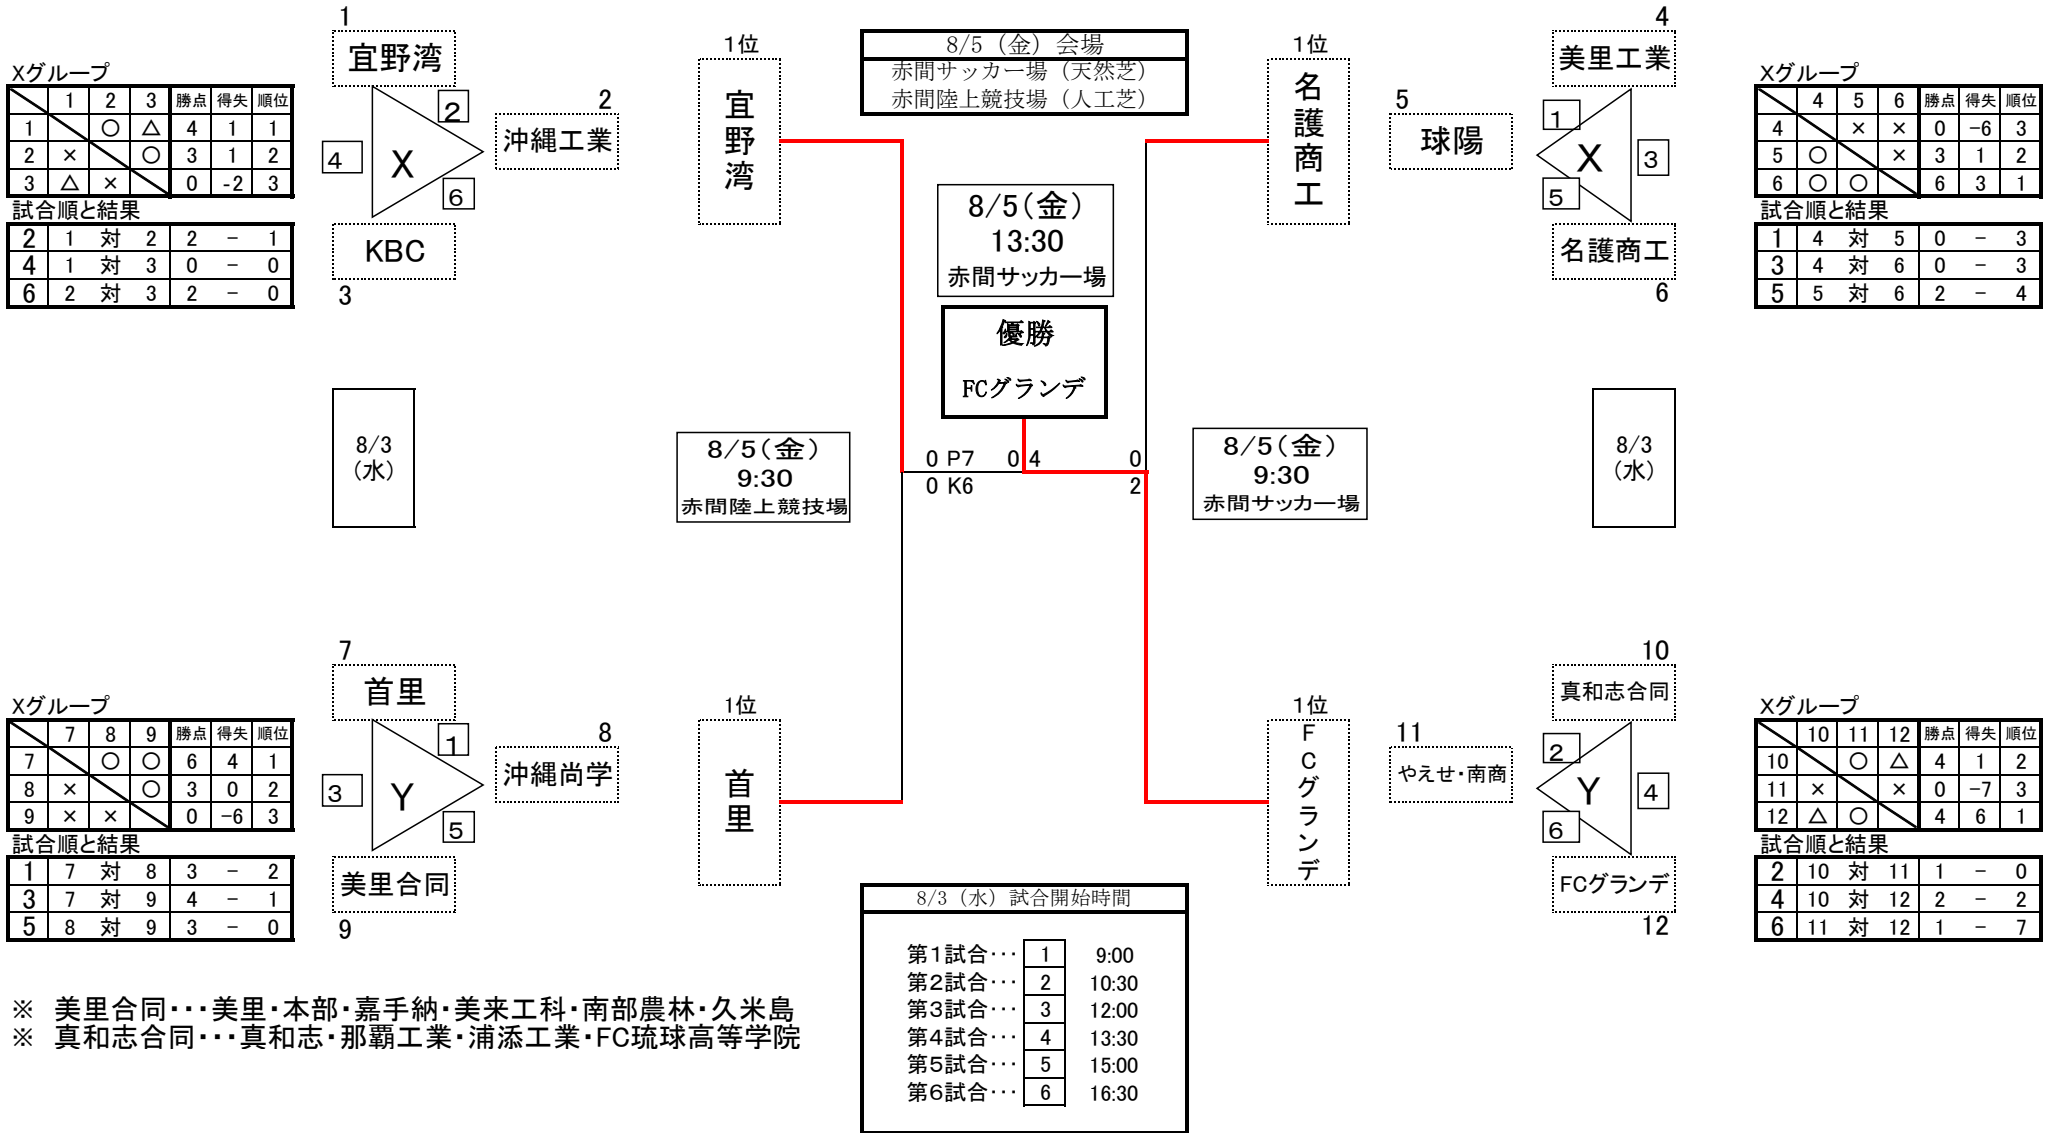 8/5（金）会場
赤間サッカー場（天然芝）
赤間陸上競技場（人工芝）
Xグループ
1 2 3 勝点 得失 順位
1 ○ △ 4 1 1
2 × ○ 3 1 2
3 △ × 0 -2 3
試合順と結果
2 1 対 2 2 − 1
4 1 対 3 0 − 0
6 2 対 3 2 − 0
1
宜野湾
2
沖縄工業
3
KBC
2
4
6
X
1位
宜野湾
1位
名護商工
4
美里工業
5
球陽
6
名護商工
1
3
5
X
Xグループ
4 5 6 勝点 得失 順位
4 × × 0 −6 3
5 ○ × 3 1 2
6 ○ ○ 6 3 1
試合順と結果
1 4 対 5 0 − 3
3 4 対 6 0 − 3
5 5 対 6 2 − 4
8/5(金)
13:30
赤間サッカー場
優勝
FCグランデ
8/3
(水)
8/5(金)
9:30
赤間陸上競技場
0 P7 0 4 0
0 K6 2
8/5(金)
9:30
赤間サッカー場
8/3
(水)
Xグループ
7 8 9 勝点 得失 順位
7 ○ ○ 6 4 1
8 × ○ 3 0 2
9 × × 0 −6 3
試合順と結果
1 7 対 8 3 − 2
3 7 対 9 4 − 1
5 8 対 9 3 − 0
7
首里
8
沖縄尚学
9
美里合同
1
3
5
Y
1位
首里
1位
FCグランデ
10
真和志合同
11
やえせ・南商
12
FCグランデ
2
4
6
Y
Xグループ
10 11 12 勝点 得失 順位
10 ○ △ 4 1 2
11 × × 0 −7 3
12 △ ○ 4 6 1
試合順と結果
2 10 対 11 1 − 0
4 10 対 12 2 − 2
6 11 対 12 1 − 7
8/3（水）試合開始時間
第1試合･･･ 1 9:00
第2試合･･･ 2 10:30
第3試合･･･ 3 12:00
第4試合･･･ 4 13:30
第5試合･･･ 5 15:00
第6試合･･･ 6 16:30
※ 美里合同･･･美里・本部・嘉手納・美来工科・南部農林・久米島
※ 真和志合同･･･真和志・那覇工業・浦添工業・FC琉球高等学院